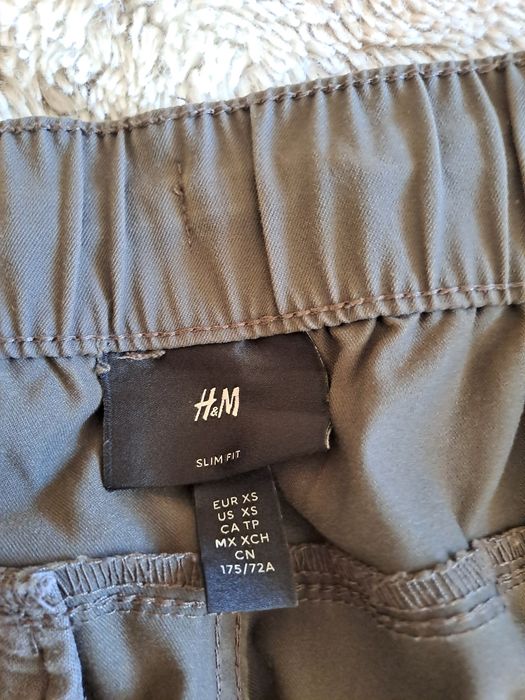 H&M
SLIM FIT
EUR XS
US XS
CA TP
MX XCH
CN
175/72A